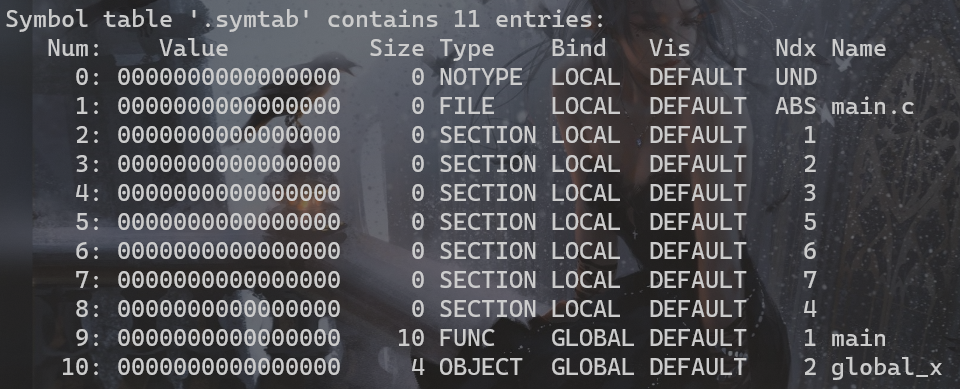 Symbol table '.symtab' contains 11 entries:
   Num:    Value          Size Type    Bind   Vis      Ndx Name
     0: 0000000000000000     0 NOTYPE  LOCAL  DEFAULT  UND
     1: 0000000000000000     0 FILE    LOCAL  DEFAULT  ABS main.c
     2: 0000000000000000     0 SECTION LOCAL  DEFAULT    1
     3: 0000000000000000     0 SECTION LOCAL  DEFAULT    2
     4: 0000000000000000     0 SECTION LOCAL  DEFAULT    3
     5: 0000000000000000     0 SECTION LOCAL  DEFAULT    5
     6: 0000000000000000     0 SECTION LOCAL  DEFAULT    6
     7: 0000000000000000     0 SECTION LOCAL  DEFAULT    7
     8: 0000000000000000     0 SECTION LOCAL  DEFAULT    4
     9: 0000000000000000    10 FUNC    GLOBAL DEFAULT    1 main
    10: 0000000000000000     4 OBJECT  GLOBAL DEFAULT    2 global_x